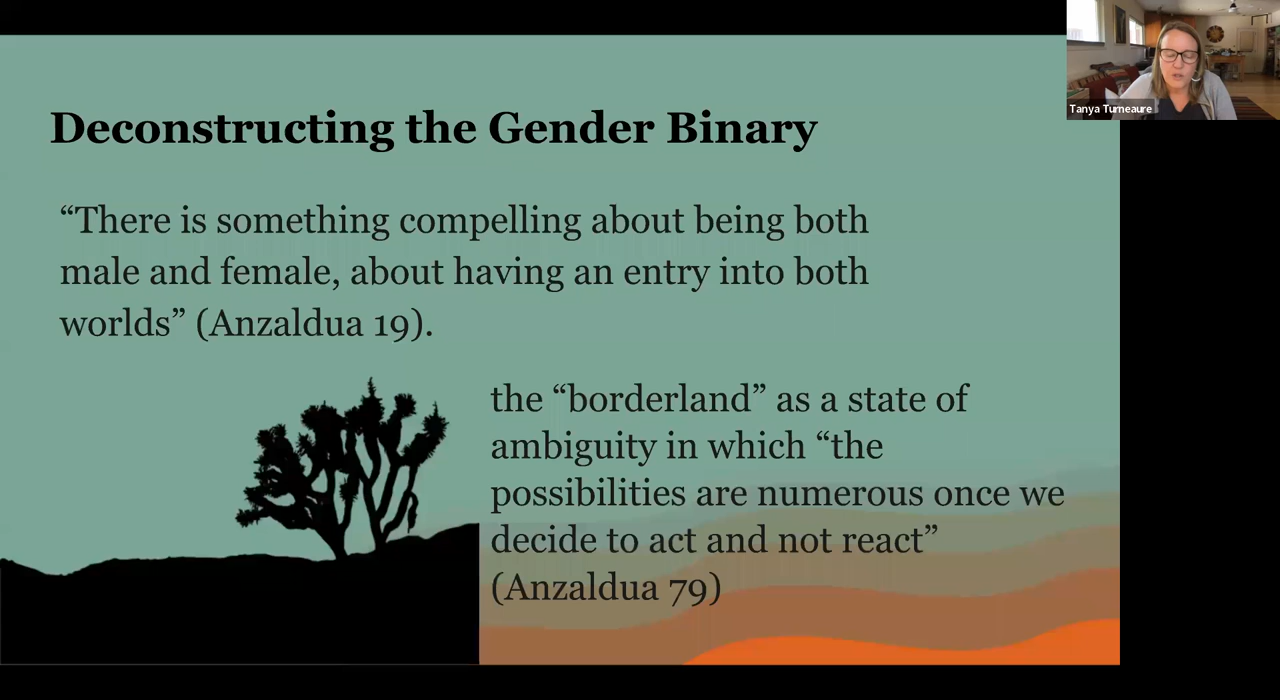 Deconstructing the Gender Binary
“There is something compelling about being both
male and female, about having an entry into both
worlds” (Anzaldua 19).
the “borderland” as a state of
ambiguity in which “the
possibilities are numerous once we
decide to act and not react”
(Anzaldua 79)
Tanya Turneaure